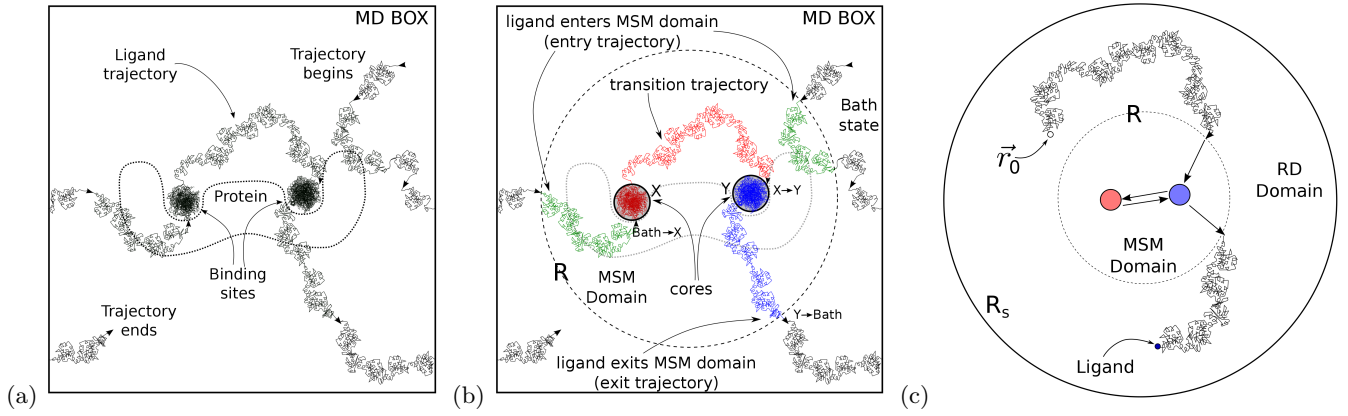 MD BOX
Ligand
trajectory
Trajectory
begins
Protein
Binding
sites
Trajectory
ends
(a)
MD BOX
ligand enters MSM domain
(entry trajectory)
transition trajectory
Bath
state
X
Y
X→Y
Bath→X
R
MSM
Domain
cores
Y→Bath
ligand exits MSM domain
(exit trajectory)
(b)
R
r⃗0
RD
Domain
MSM
Domain
Rs
Ligand
(c)